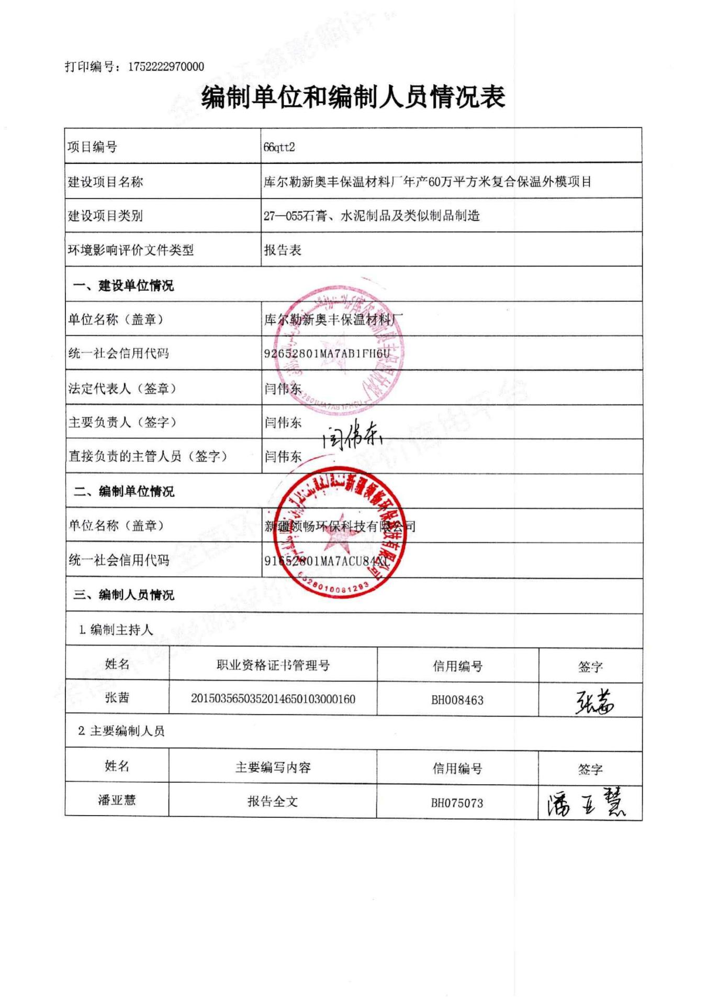 打印编号：1752222970000
编制单位和编制人员情况表
项目编号 66qtt2
建设项目名称 库尔勒新奥丰保温材料厂年产60万平方米复合保温外模项目
建设项目类别 27—055石膏、水泥制品及类似制品制造
环境影响评价文件类型 报告表
一、建设单位情况
单位名称（盖章） 库尔勒新奥丰保温材料厂
统一社会信用代码 92652801MA7AB1FH6U
法定代表人（签章） 闫伟东
主要负责人（签字） 闫伟东
闫伟东
直接负责的主管人员（签字） 闫伟东
二、编制单位情况
单位名称（盖章） 新疆领畅环保科技有限公司
统一社会信用代码 91652801MA7ACU84XL
新疆领畅环保科技有限公司
6528010081293
三、编制人员情况
1. 编制主持人
姓名 职业资格证书管理号 信用编号 签字
张茜 2015035650352014650103000160 BH008463 张茜
2. 主要编制人员
姓名 主要编写内容 信用编号 签字
潘亚慧 报告全文 BH075073 潘亚慧